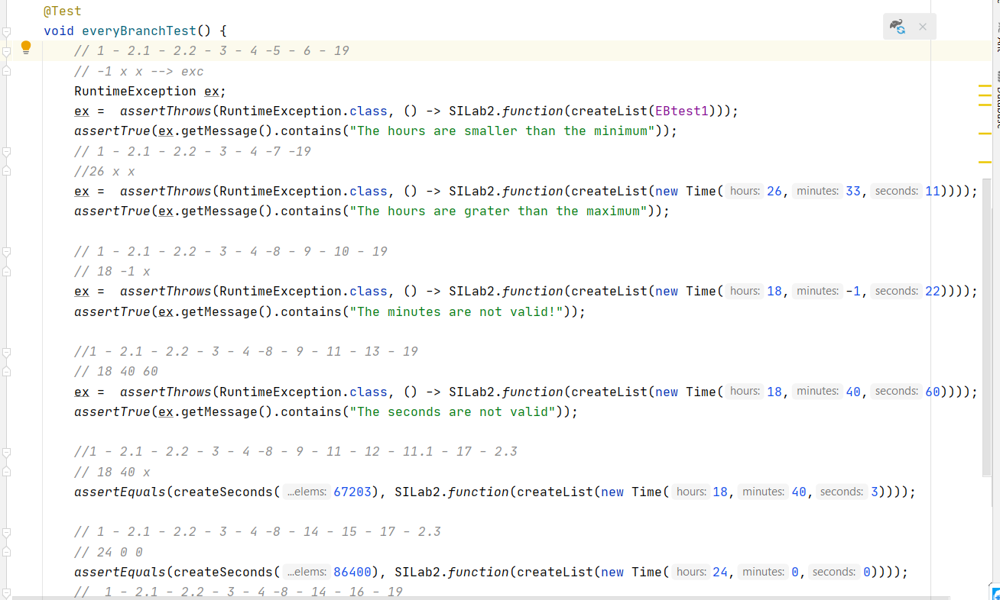 @Test
void everyBranchTest() {
// 1 - 2.1 - 2.2 - 3 - 4 -5 - 6 - 19
// -1 x x --> exc
RuntimeException ex;
ex =  assertThrows(RuntimeException.class, () -> SILab2.function(createList(EBtest1)));
assertTrue(ex.getMessage().contains("The hours are smaller than the minimum"));
// 1 - 2.1 - 2.2 - 3 - 4 -7 -19
//26 x x
ex =  assertThrows(RuntimeException.class, () -> SILab2.function(createList(new Time( hours: 26, minutes: 33, seconds: 11))));
assertTrue(ex.getMessage().contains("The hours are grater than the maximum"));
// 1 - 2.1 - 2.2 - 3 - 4 -8 - 9 - 10 - 19
// 18 -1 x
ex =  assertThrows(RuntimeException.class, () -> SILab2.function(createList(new Time( hours: 18, minutes: -1, seconds: 22))));
assertTrue(ex.getMessage().contains("The minutes are not valid!"));
//1 - 2.1 - 2.2 - 3 - 4 -8 - 9 - 11 - 13 - 19
// 18 40 60
ex =  assertThrows(RuntimeException.class, () -> SILab2.function(createList(new Time( hours: 18, minutes: 40, seconds: 60))));
assertTrue(ex.getMessage().contains("The seconds are not valid"));
//1 - 2.1 - 2.2 - 3 - 4 -8 - 9 - 11 - 12 - 11.1 - 17 - 2.3
// 18 40 x
assertEquals(createSeconds( ...elems: 67203), SILab2.function(createList(new Time( hours: 18, minutes: 40, seconds: 3))));
// 1 - 2.1 - 2.2 - 3 - 4 -8 - 14 - 15 - 17 - 2.3
// 24 0 0
assertEquals(createSeconds( ...elems: 86400), SILab2.function(createList(new Time( hours: 24, minutes: 0, seconds: 0))));
//  1 - 2.1 - 2.2 - 3 - 4 -8 - 14 - 16 - 19